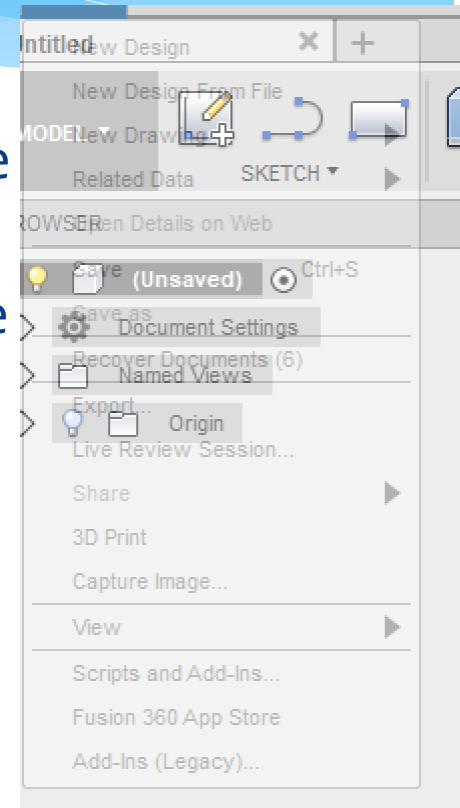 Untitled
New Design
New Design From File
MODEL
New Drawing
Related Data
SKETCH
BROWSER
Open Details on Web
Save
Ctrl+S
(Unsaved)
Save as
Document Settings
Recover Documents (6)
Named Views
Export...
Origin
Live Review Session...
Share
3D Print
Capture Image...
View
Scripts and Add-Ins...
Fusion 360 App Store
Add-Ins (Legacy)...